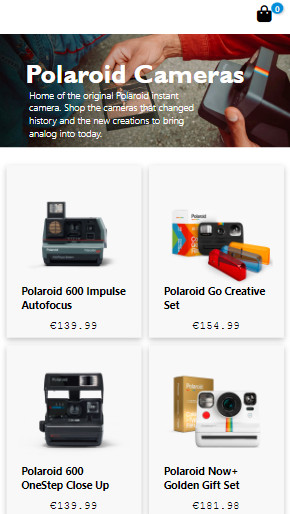 0
Polaroid Cameras
Home of the original Polaroid instant
camera. Shop the cameras that changed
history and the new creations to bring
analog into today.
Polaroid 600 Impulse
Autofocus
€139.99
Polaroid
Polaroid Go Creative
Set
€154.99
Polaroid 600
OneStep Close Up
€139.99
Polaroid Now+
Golden Gift Set
€181.98